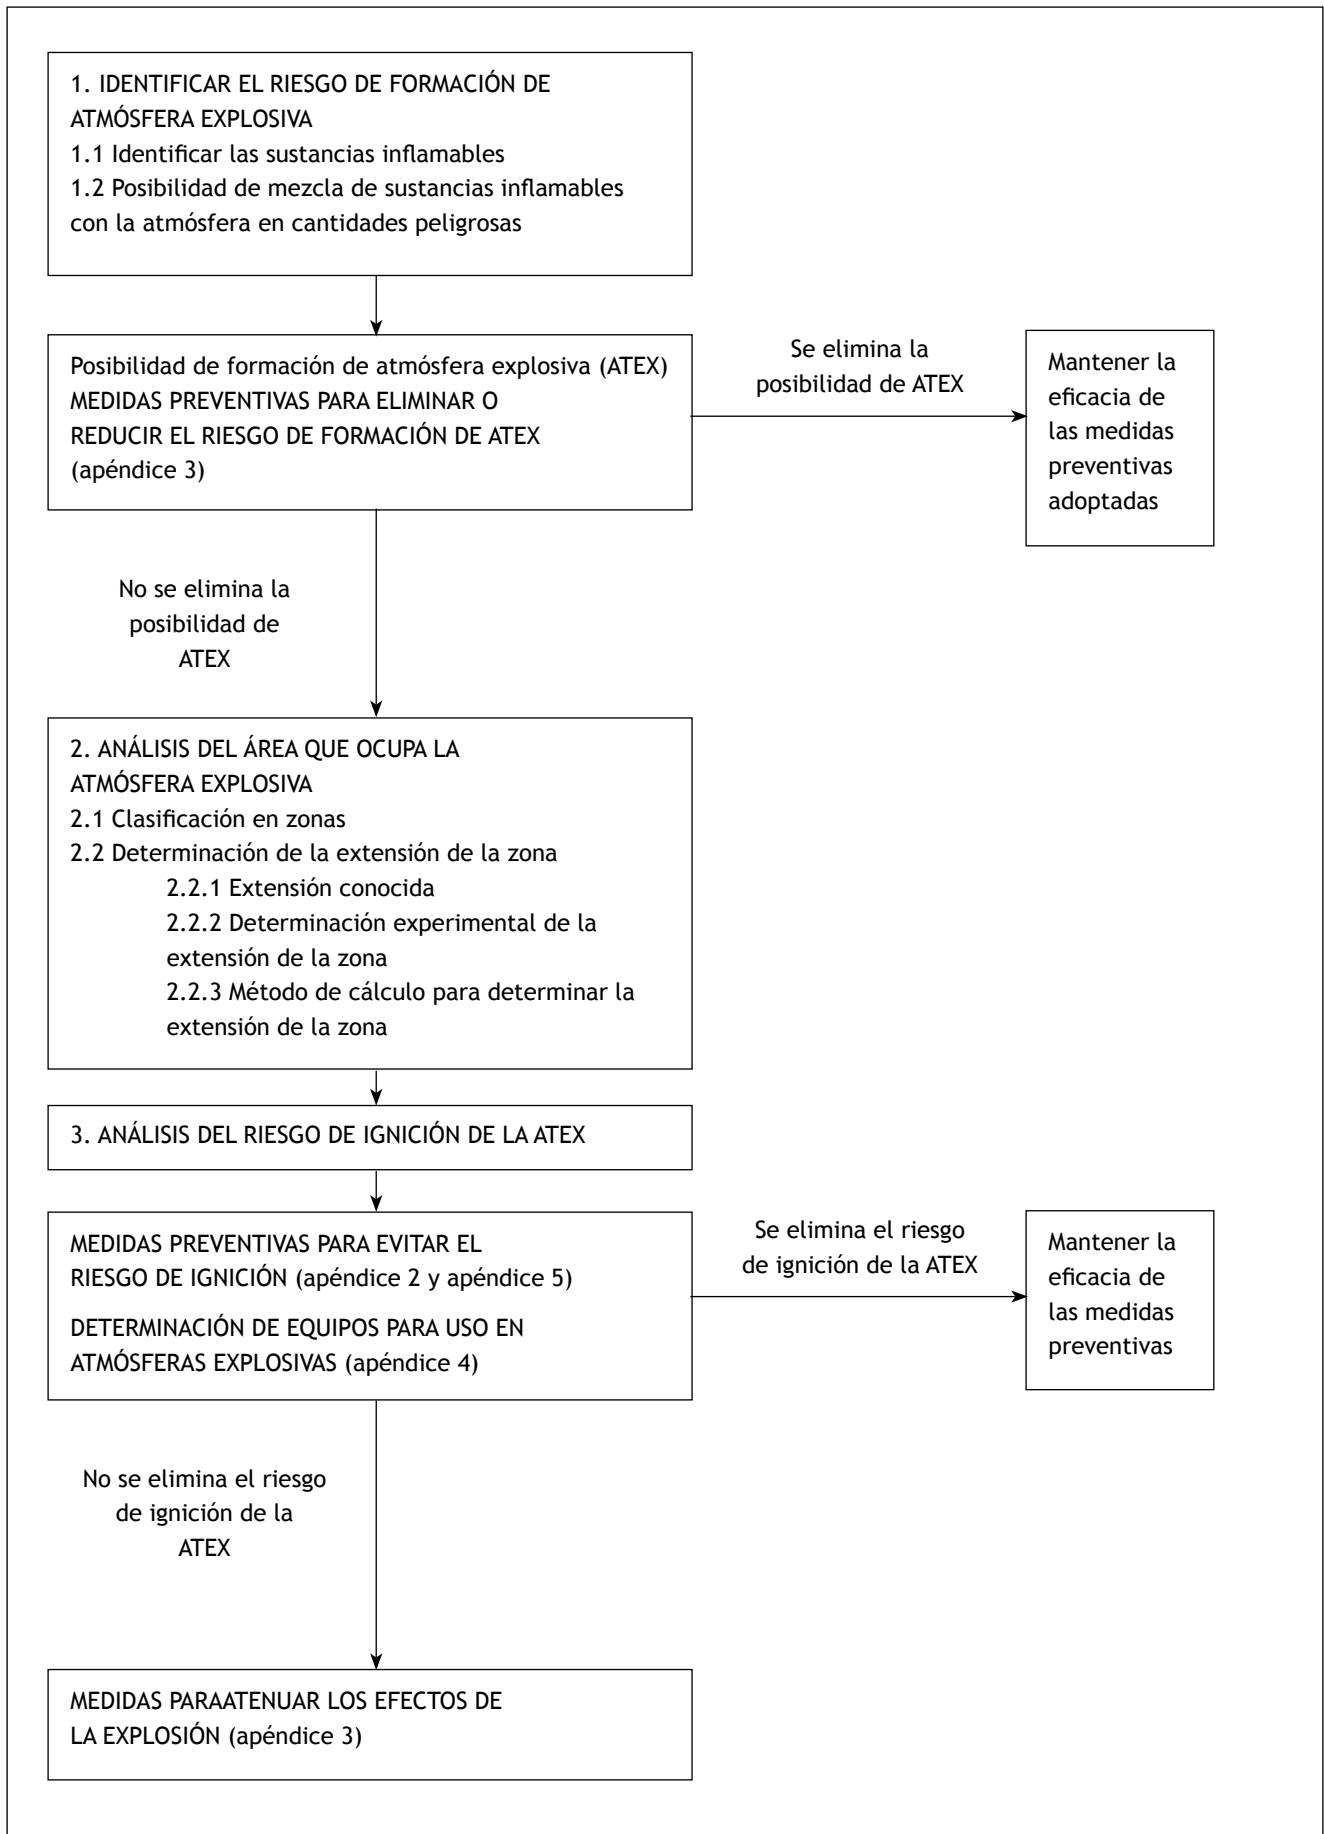 1. IDENTIFICAR EL RIESGO DE FORMACIÓN DE
ATMÓSFERA EXPLOSIVA
1.1 Identificar las sustancias inflamables
1.2 Posibilidad de mezcla de sustancias inflamables
con la atmósfera en cantidades peligrosas
Posibilidad de formación de atmósfera explosiva (ATEX)
MEDIDAS PREVENTIVAS PARA ELIMINAR O
REDUCIR EL RIESGO DE FORMACIÓN DE ATEX
(apéndice 3)
Se elimina la
posibilidad de ATEX
Mantener la
eficacia de
las medidas
preventivas
adoptadas
No se elimina la
posibilidad de
ATEX
2. ANÁLISIS DEL ÁREA QUE OCUPA LA
ATMÓSFERA EXPLOSIVA
2.1 Clasificación en zonas
2.2 Determinación de la extensión de la zona
2.2.1 Extensión conocida
2.2.2 Determinación experimental de la
extensión de la zona
2.2.3 Método de cálculo para determinar la
extensión de la zona
3. ANÁLISIS DEL RIESGO DE IGNICIÓN DE LA ATEX
MEDIDAS PREVENTIVAS PARA EVITAR EL
RIESGO DE IGNICIÓN (apéndice 2 y apéndice 5)
DETERMINACIÓN DE EQUIPOS PARA USO EN
ATMÓSFERAS EXPLOSIVAS (apéndice 4)
Se elimina el riesgo
de ignición de la ATEX
Mantener la
eficacia de
las medidas
preventivas
No se elimina el riesgo
de ignición de la
ATEX
MEDIDAS PARAATENUAR LOS EFECTOS DE
LA EXPLOSIÓN (apéndice 3)